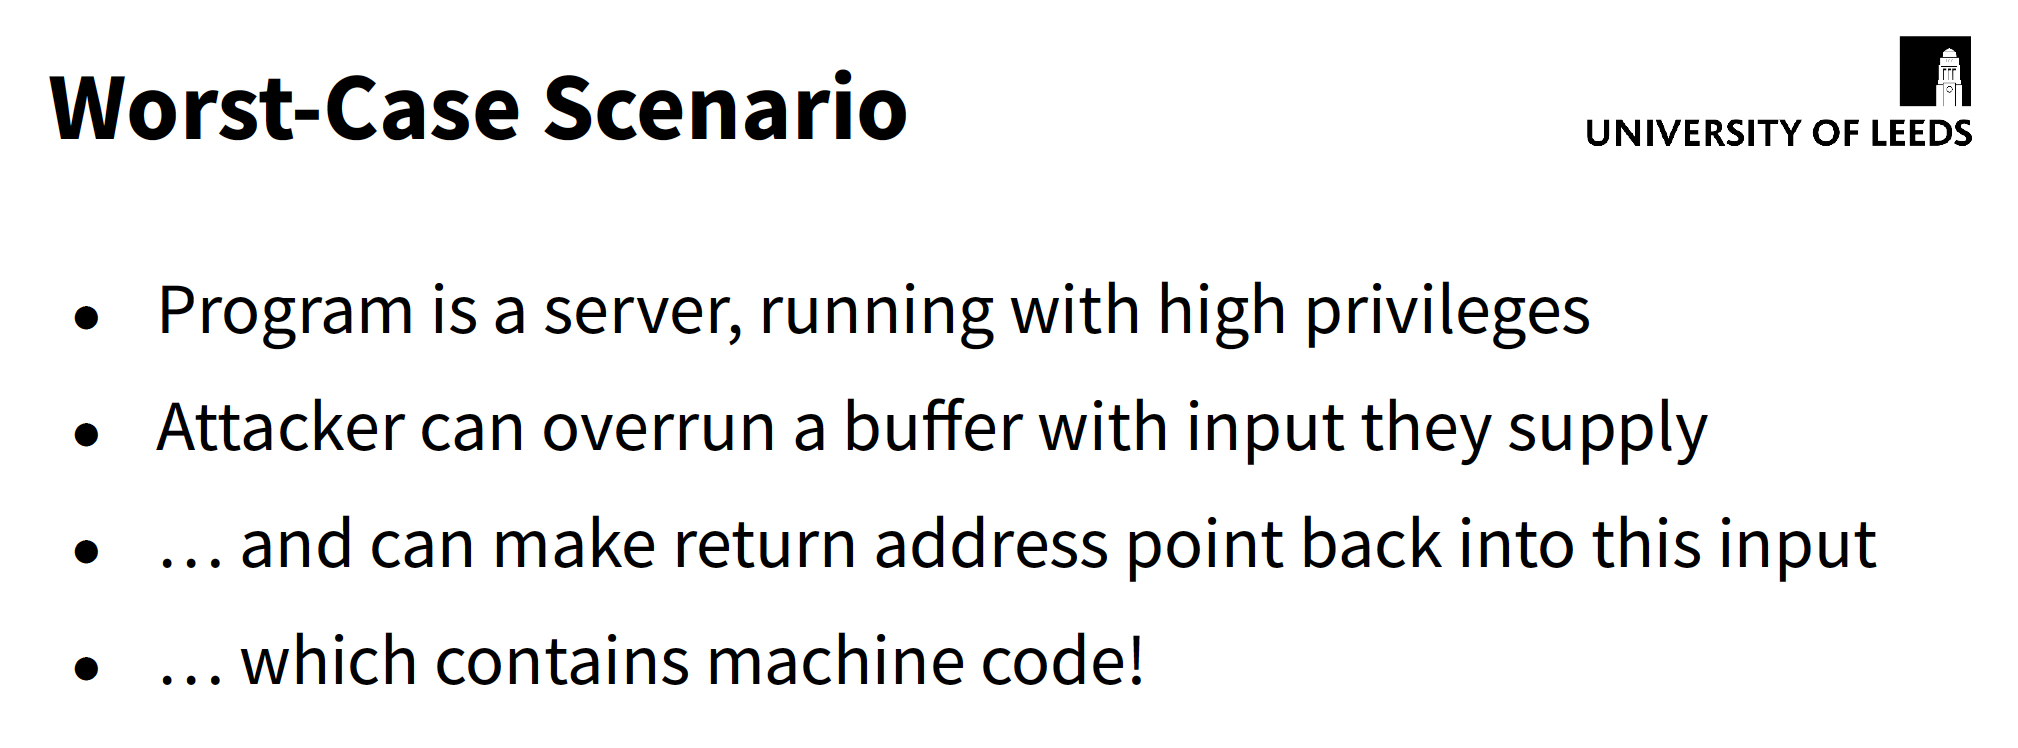 Worst-Case Scenario
UNIVERSITY OF LEEDS
● Program is a server, running with high privileges
● Attacker can overrun a buffer with input they supply
● … and can make return address point back into this input
● … which contains machine code!